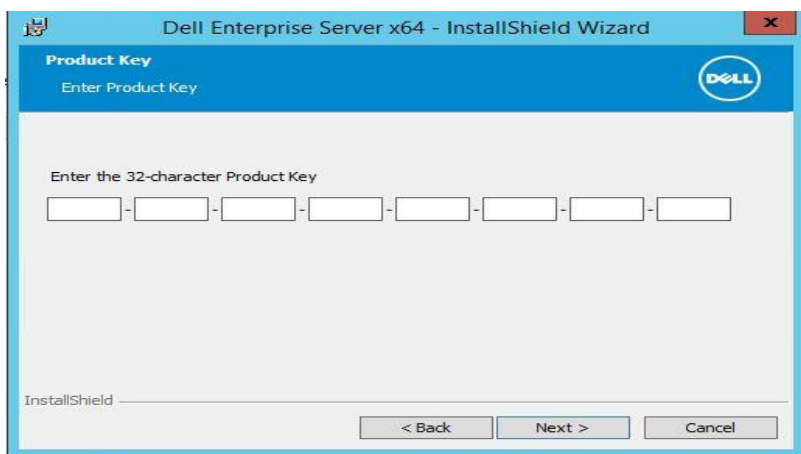 Dell Enterprise Server x64 - InstallShield Wizard
x
Product Key
Enter Product Key
DELL
Enter the 32-character Product Key
- - - - - - -
InstallShield
< Back Next > Cancel